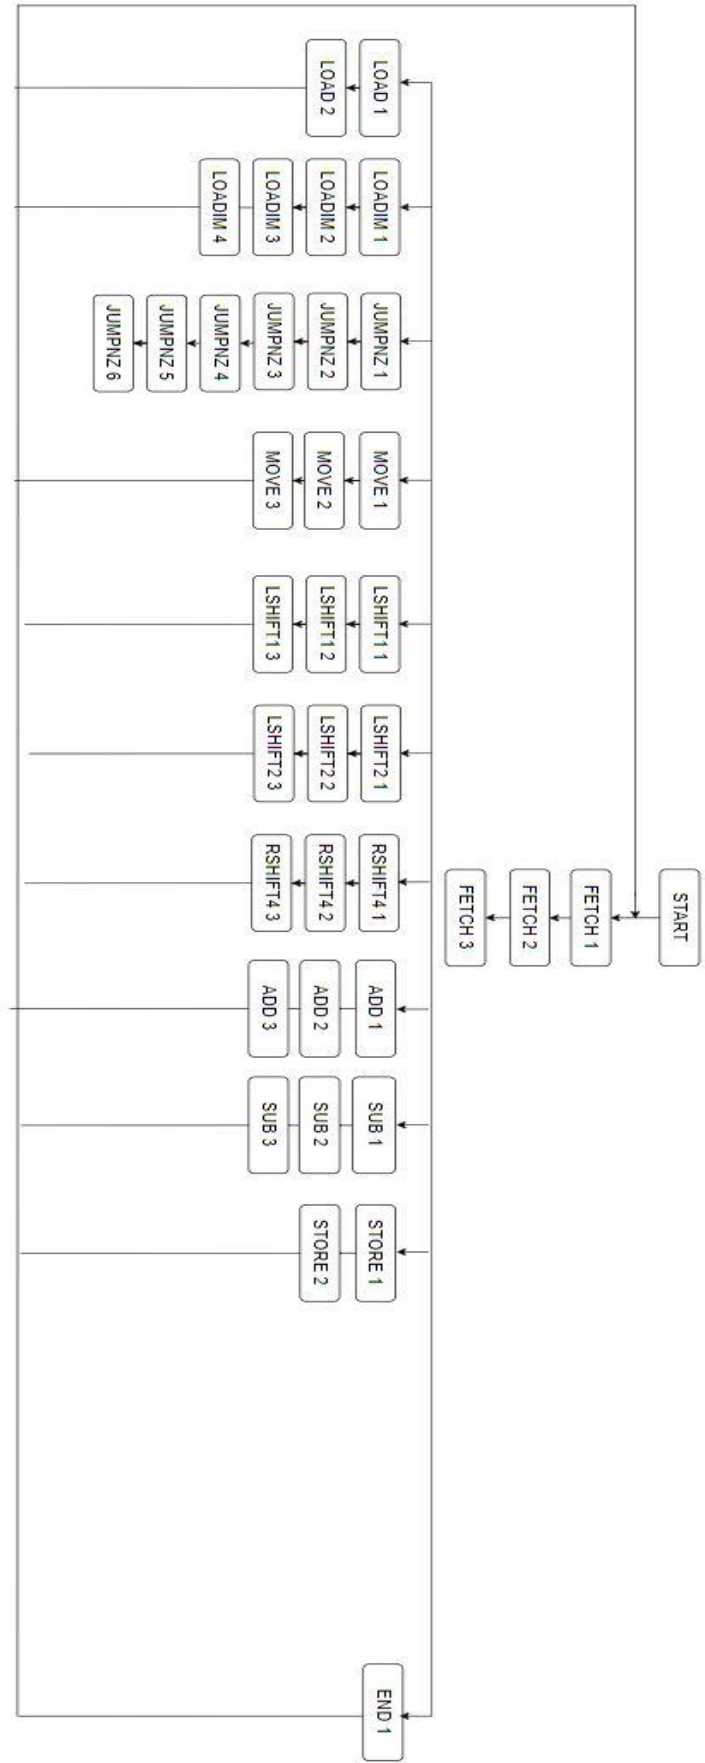 START
FETCH 1
FETCH 2
FETCH 3
LOAD 1
LOADIM 1
JUMPNZ 1
MOVE 1
LSHIFT1 1
LSHIFT2 1
RSHIFT4 1
ADD 1
SUB 1
STORE 1
END 1
LOAD 2
LOADIM 2
JUMPNZ 2
MOVE 2
LSHIFT1 2
LSHIFT2 2
RSHIFT4 2
ADD 2
SUB 2
STORE 2
LOADIM 3
JUMPNZ 3
MOVE 3
LSHIFT1 3
LSHIFT2 3
RSHIFT4 3
ADD 3
SUB 3
LOADIM 4
JUMPNZ 4
JUMPNZ 5
JUMPNZ 6